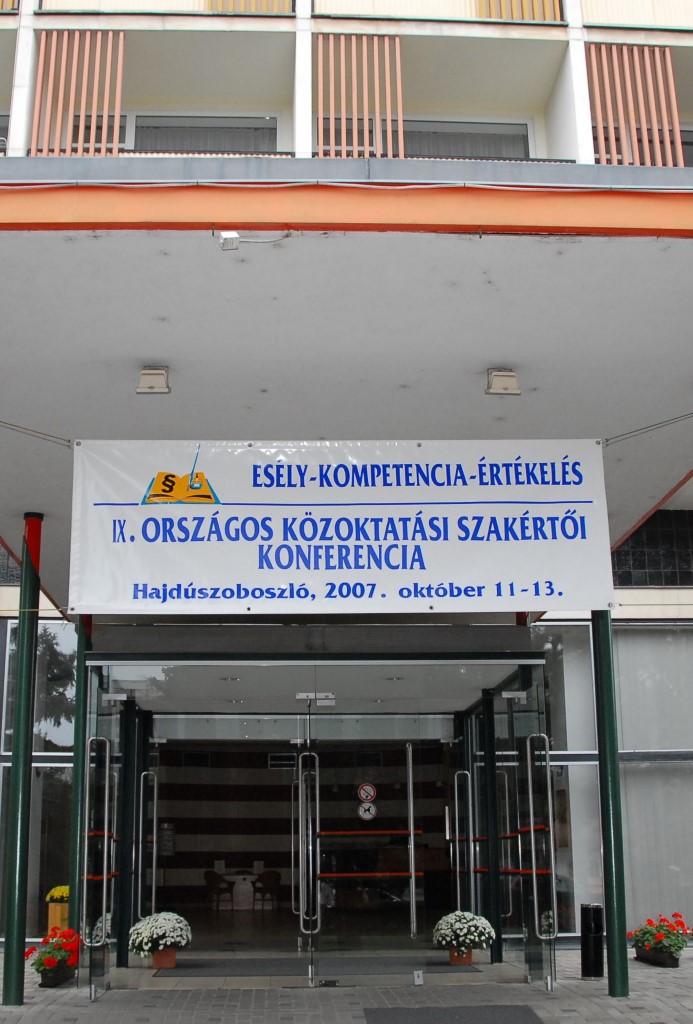 §
ESÉLY-KOMPETENCIA-ÉRTÉKELÉS
IX. ORSZÁGOS KÖZOKTATÁSI SZAKÉRTŐI
KONFERENCIA
Hajdúszoboszló, 2007. október 11-13.